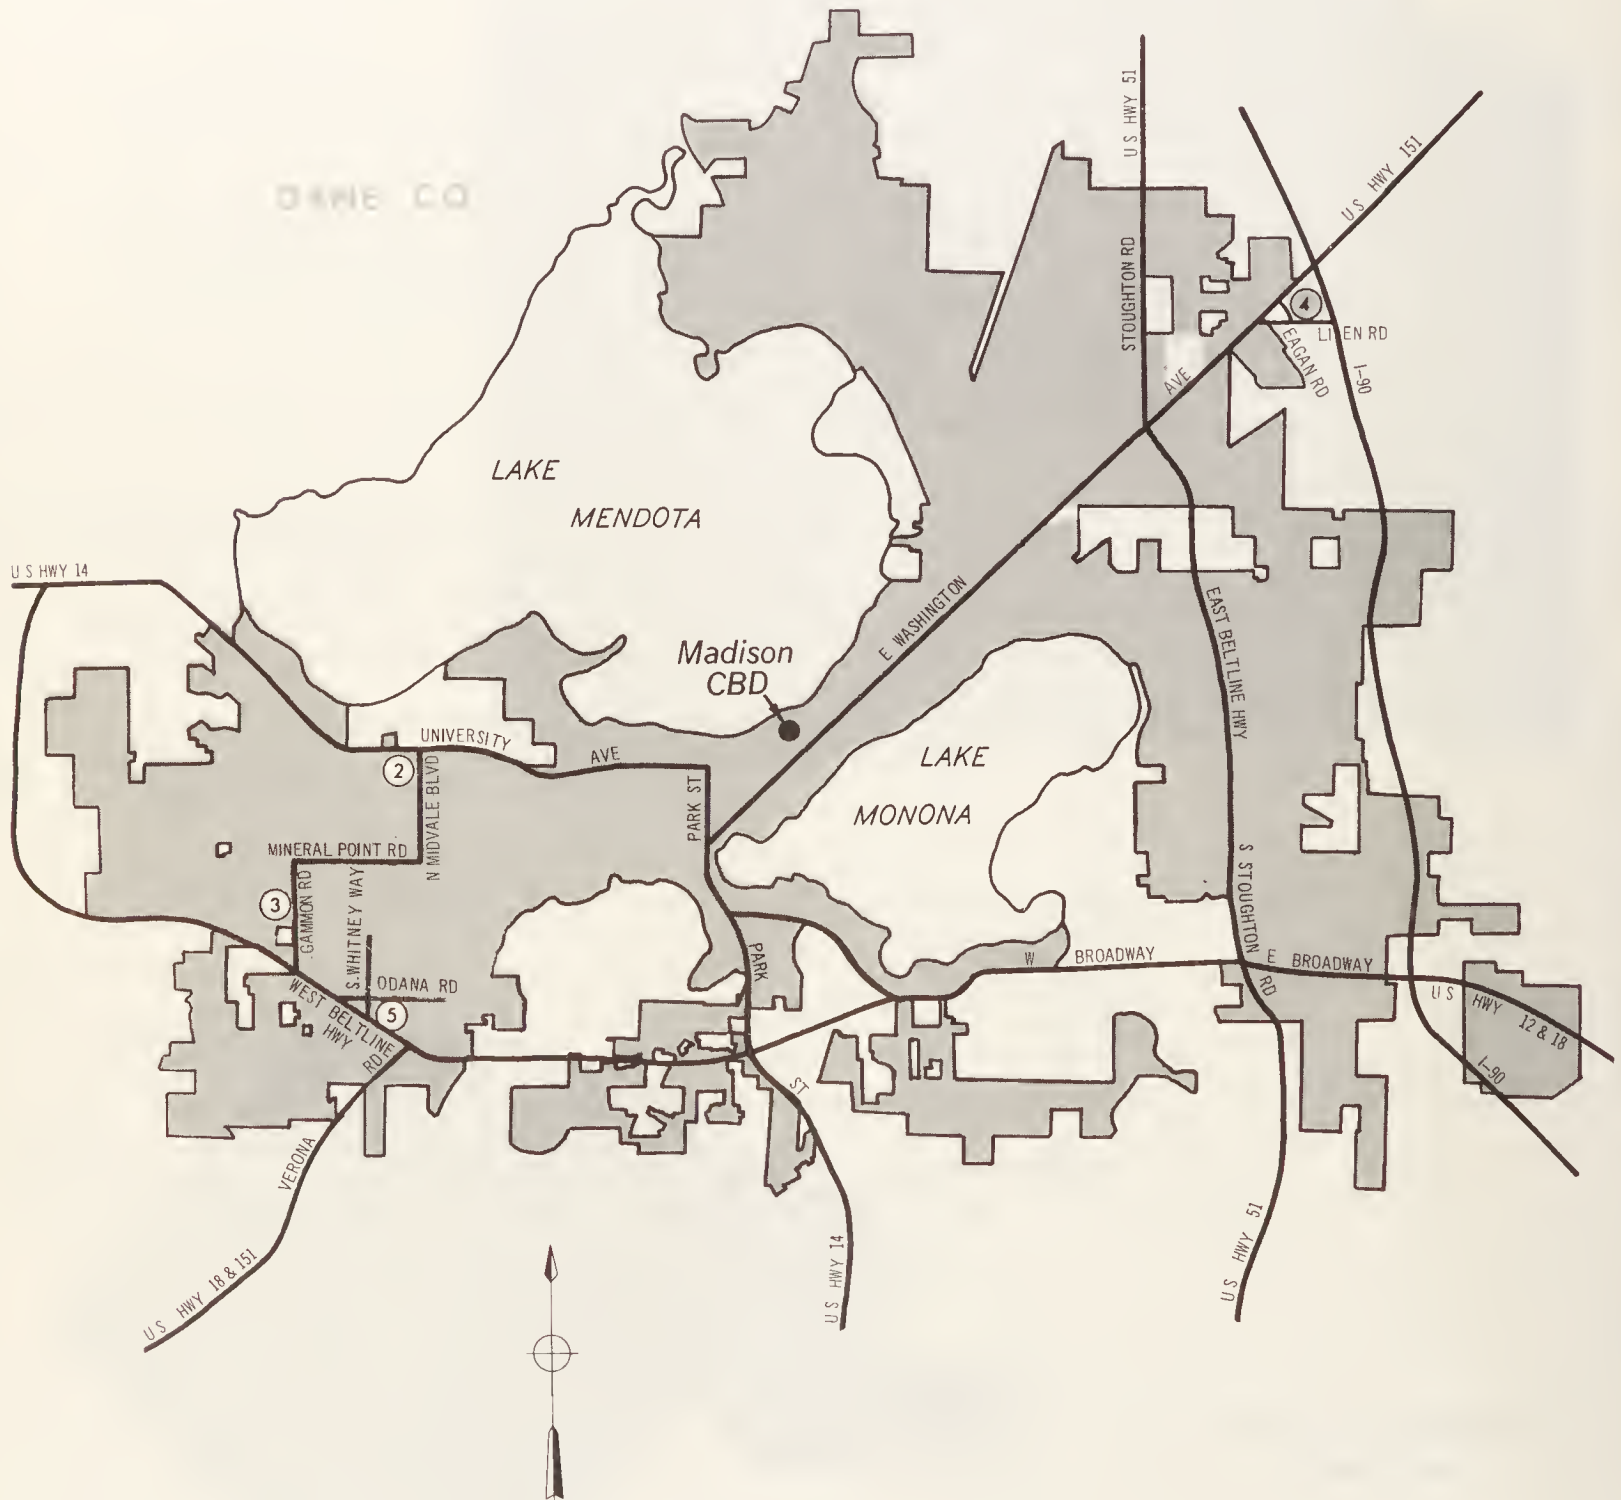 U S HWY 51
U S HWY 151
DANE CO
STOUGHTON RD
4
EAGAN RD
I-90
AVE
LAKE
MENDOTA
U S HWY 14
E WASHINGTON
EAST BELTLINE HWY
Madison
CBD
UNIVERSITY
AVE
LAKE
MONONA
2
N MIDVALE BLVD
PARK ST
MINERAL POINT RD
3
GAMMON RD
S.WHITNEY WAY
S STOUGHTON
RD
PARK
ST
W
BROADWAY
E
BROADWAY
ODANA RD
5
WEST BELTLINE
HWY
U S
HWY
12 & 18
I-90
VERONA
RD
U S HWY 18 & 151
U S HWY 14
U S HWY 51